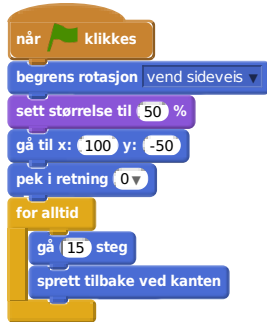 når klikkes
begrens rotasjon vend sideveis
sett størrelse til 50 %
gå til x: 100 y: -50
pek i retning 0
for alltid
gå 15 steg
sprett tilbake ved kanten